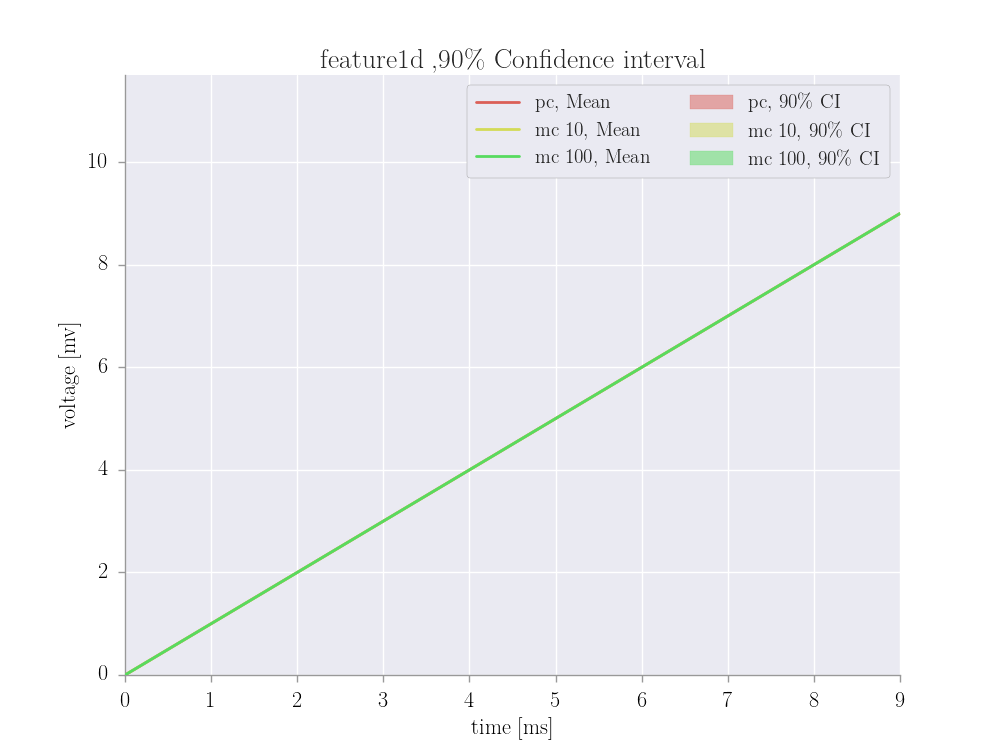 feature1d ,90% Confidence interval
pc, Mean
mc 10, Mean
mc 100, Mean
pc, 90% CI
mc 10, 90% CI
mc 100, 90% CI
10
8
6
4
2
0
voltage [mv]
0 1 2 3 4 5 6 7 8 9
time [ms]